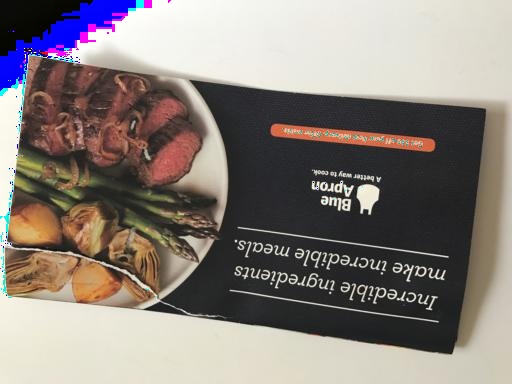 Incredible ingredients
make incredible meals.
Blue
Apron
A better way to cook.